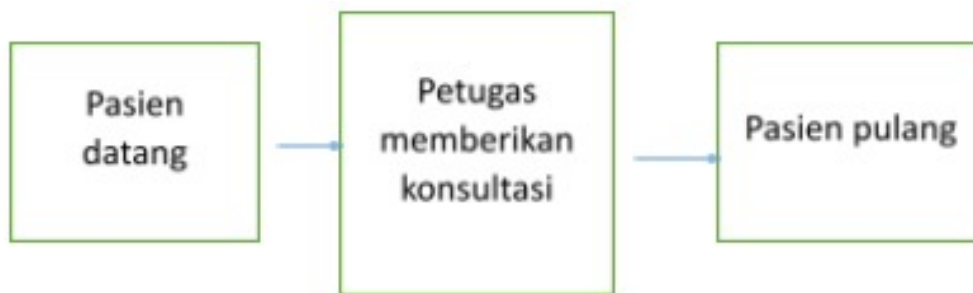 Pasien
datang
Petugas
memberikan
konsultasi
Pasien pulang